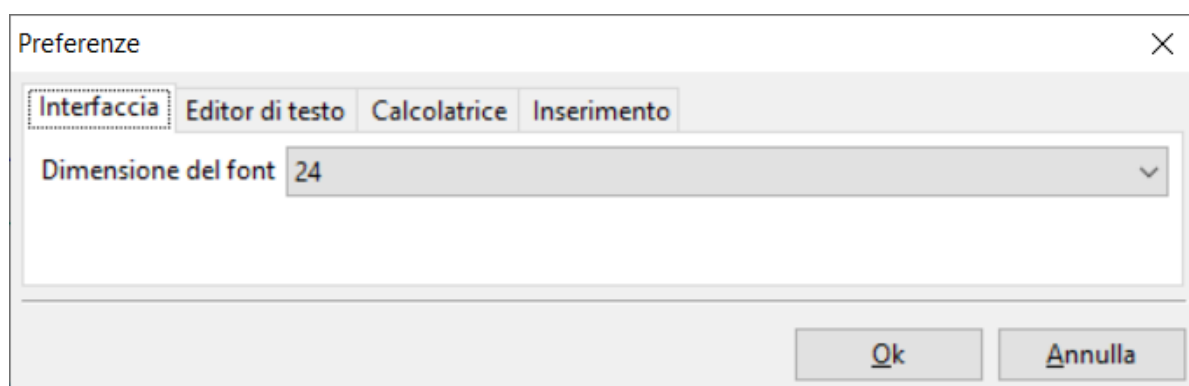 Preferenze
Interfaccia Editor di testo Calcolatrice Inserimento
Dimensione del font 24
Ok Annulla